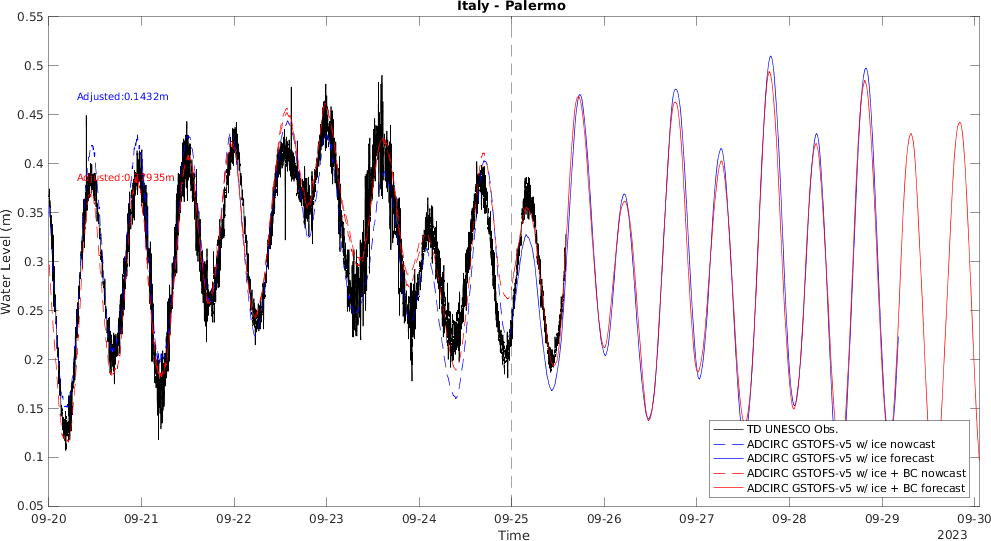 Italy - Palermo
Water Level (m)
0.55
0.5
0.45
0.4
0.35
0.3
0.25
0.2
0.15
0.1
0.05
Adjusted:0.1432m
TD UNESCO Obs.
ADCIRC GSTOFS-v5 w/ ice nowcast
ADCIRC GSTOFS-v5 w/ ice forecast
ADCIRC GSTOFS-v5 w/ ice + BC nowcast
ADCIRC GSTOFS-v5 w/ ice + BC forecast
09-20 09-21 09-22 09-23 09-24 09-25 09-26 09-27 09-28 09-29 09-30
Time
2023